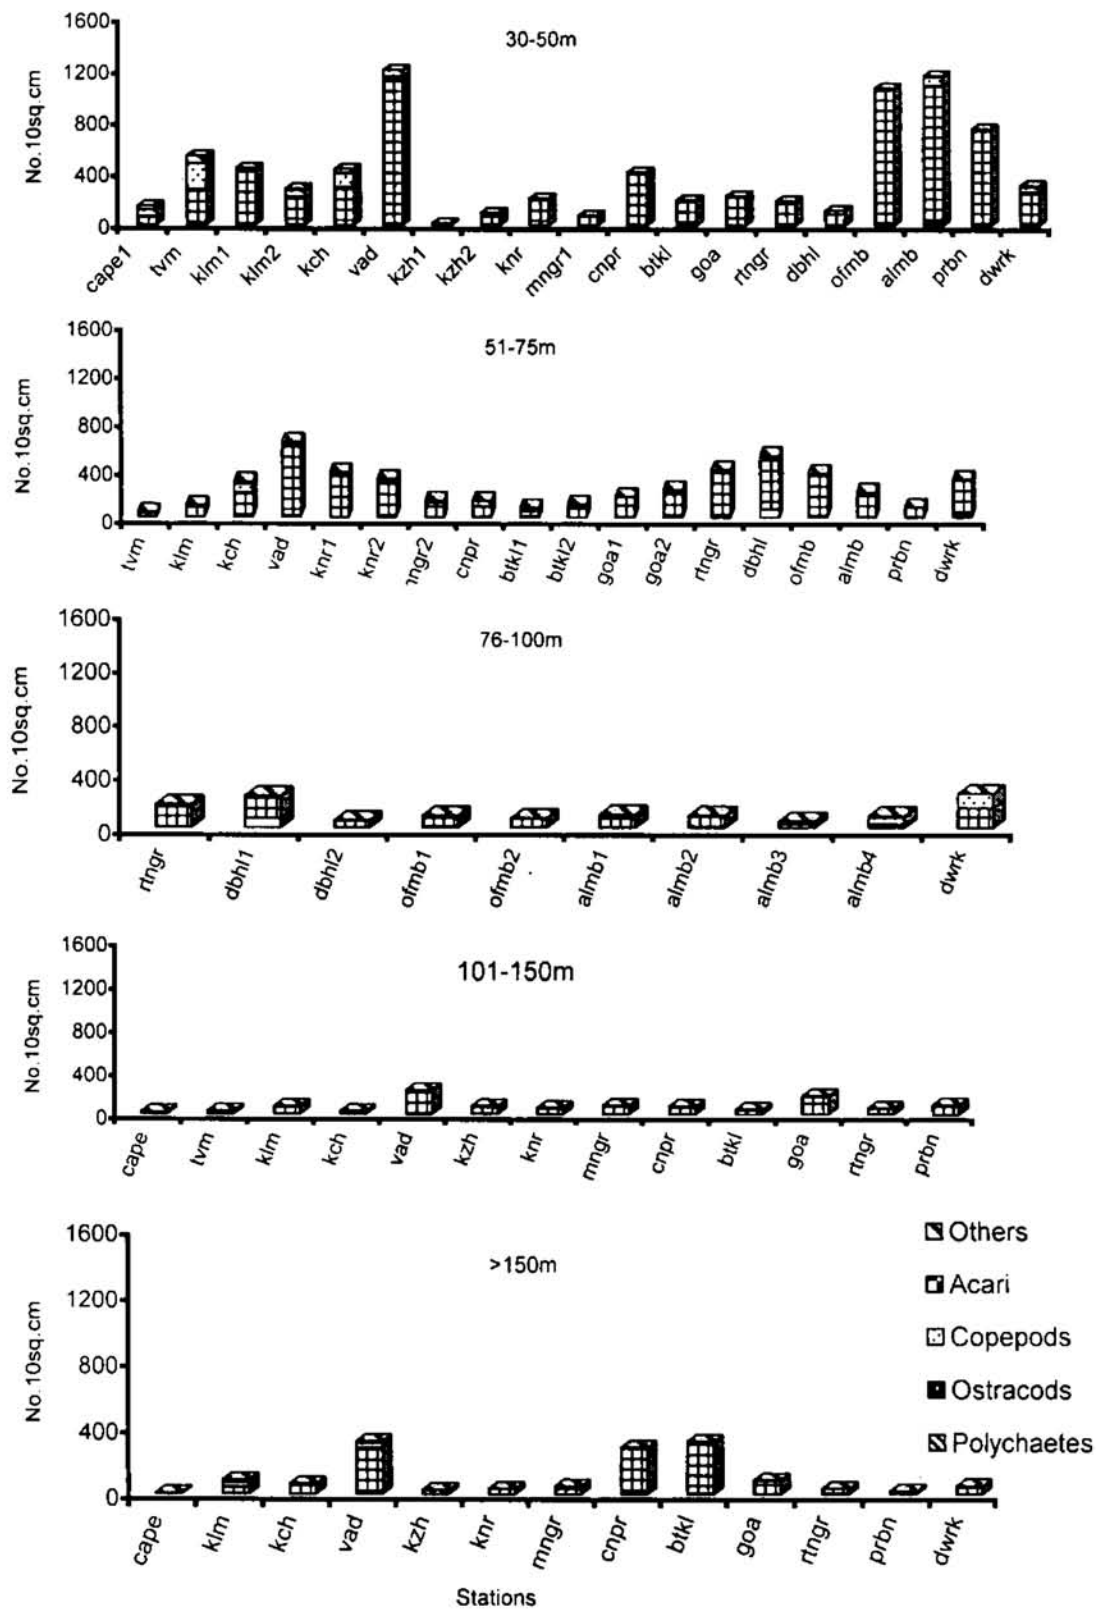 30-50m
No.10sq.cm
1600
1200
800
400
0
cape1 tvm klm1 klm2 kch vad kzh1 kzh2 knr mngr1 cnpr btkl goa rtngr dbhl ofmb almb prbn dwrk
51-75m
No.10sq.cm
1600
1200
800
400
0
tvm klm kch vad knr1 knr2 mngr2 cnpr btkl1 btkl2 goa1 goa2 rtngr dbhl ofmb almb prbn dwrk
76-100m
No.10sq.cm
1600
1200
800
400
0
rtngr dbhl1 dbhl2 ofmb1 ofmb2 almb1 almb2 almb3 almb4 dwrk
101-150m
No.10sq.cm
1600
1200
800
400
0
cape tvm klm kch vad kzh knr mngr cnpr btkl goa rtngr prbn
>150m
No.10sq.cm
1600
1200
800
400
0
cape klm kch vad kzh knr mngr cnpr btkl goa rtngr prbn dwrk
Stations
Others
Acari
Copepods
Ostracods
Polychaetes